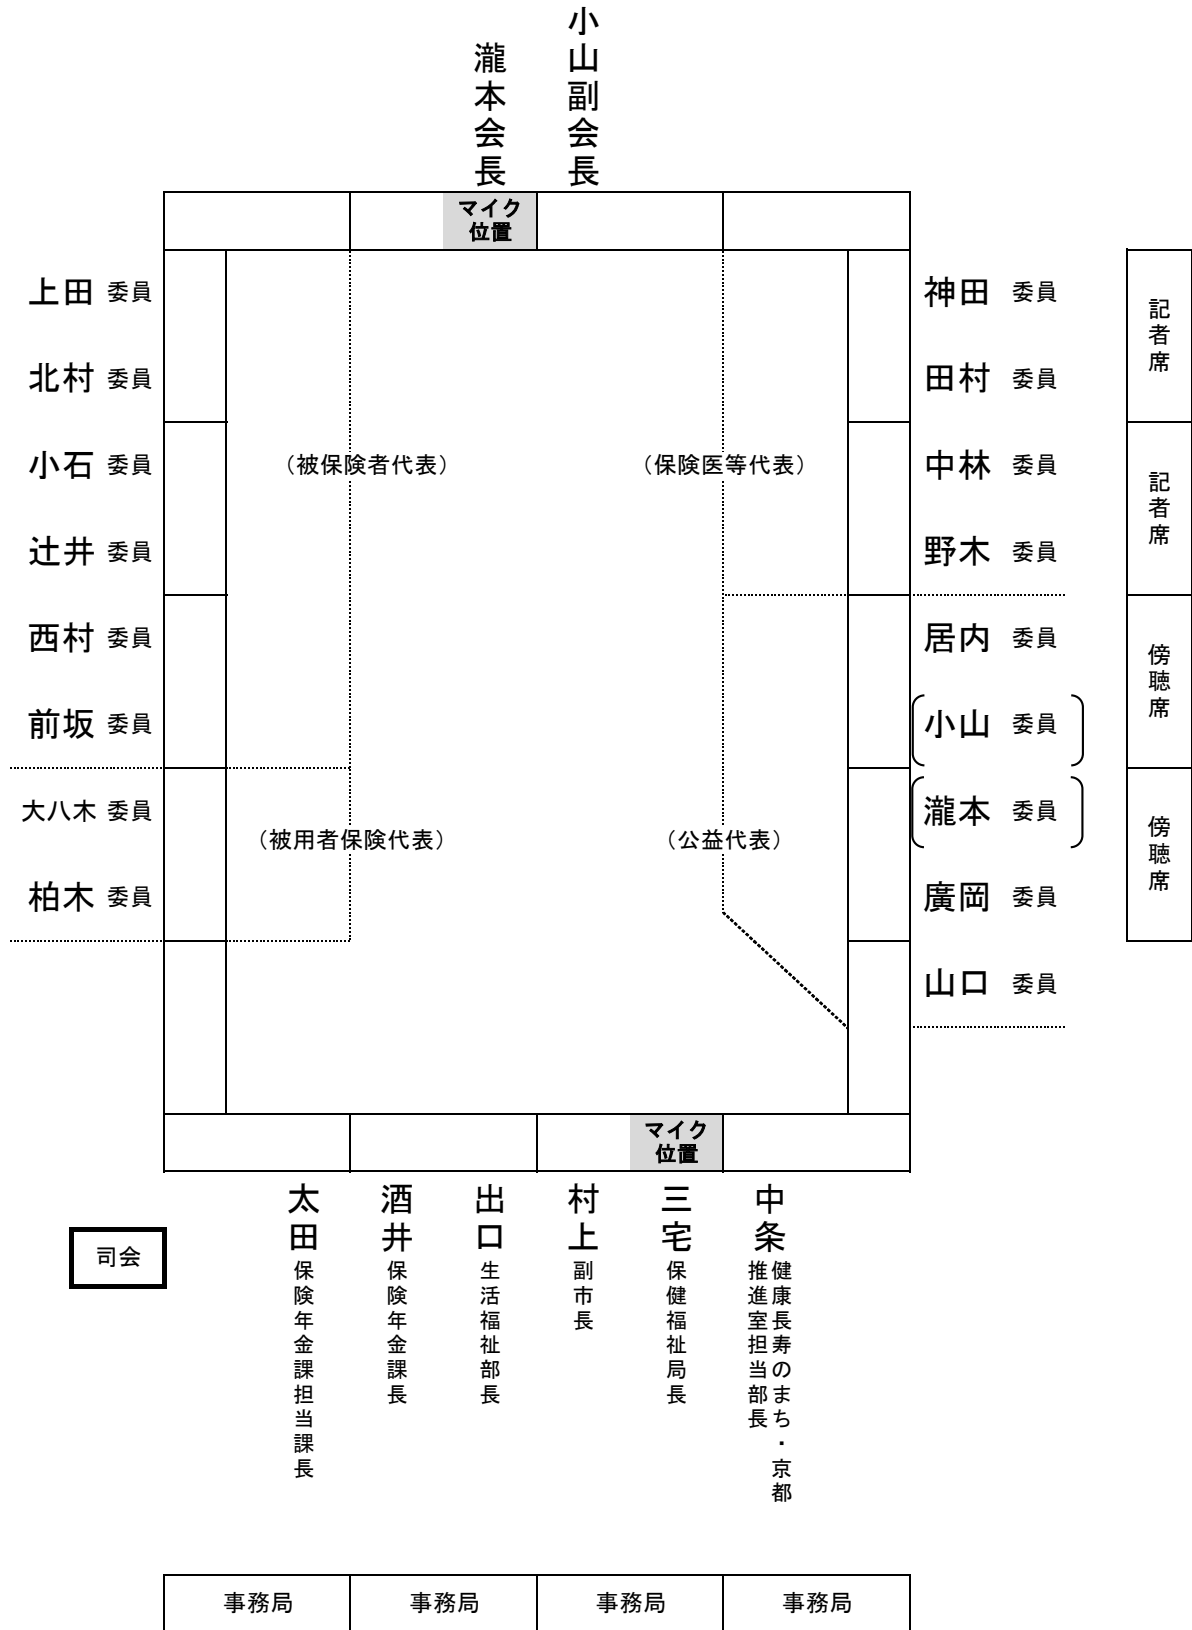 瀧本会長
小山副会長
マイク
位置
上田 委員
北村 委員
小石 委員
辻井 委員
西村 委員
前坂 委員
大八木 委員
柏木 委員
（被保険者代表）
（保険医等代表）
（被用者保険代表）
（公益代表）
神田 委員
田村 委員
中林 委員
野木 委員
居内 委員
小山 委員
瀧本 委員
廣岡 委員
山口 委員
記者席
記者席
傍聴席
傍聴席
マイク
位置
司会
太田 保険年金課担当課長
酒井 保険年金課長
出口 生活福祉部長
村上 副市長
三宅 保健福祉局長
中条 健康長寿のまち・京都
推進室担当部長
事務局
事務局
事務局
事務局